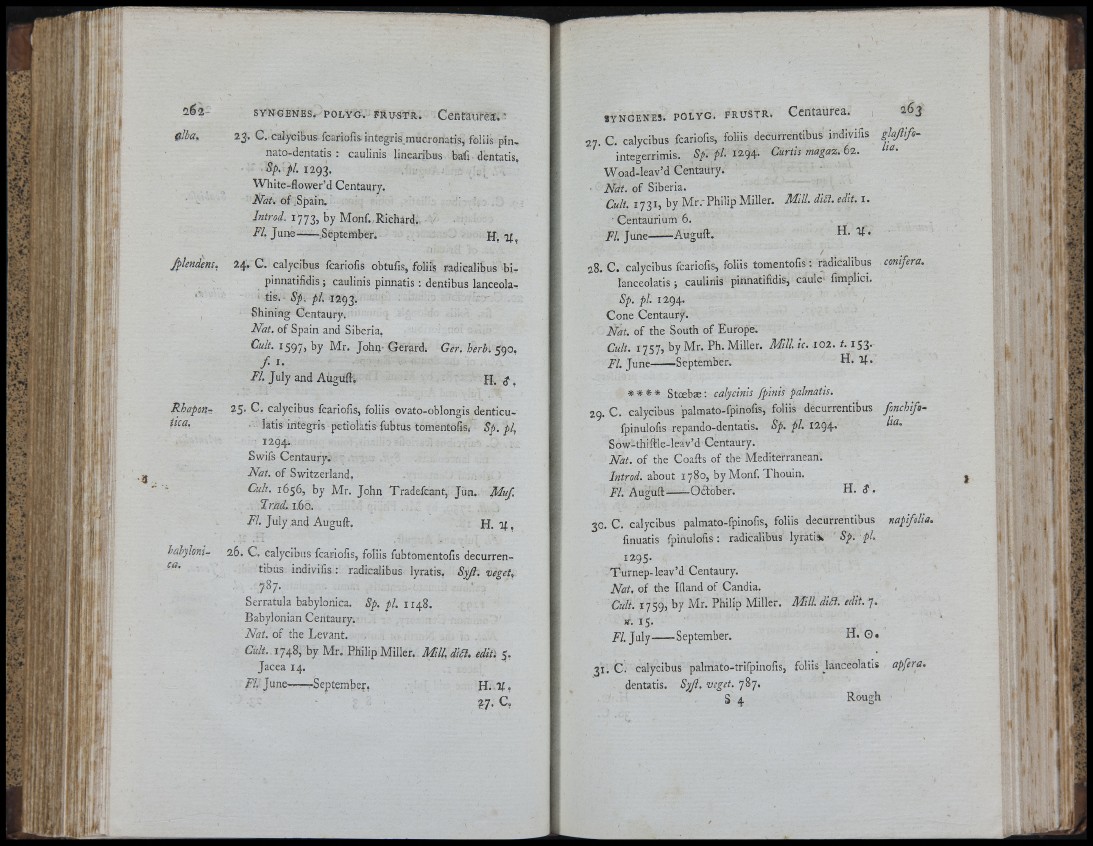 262 SYNGENES. POLYG. FRUSTR. Centaurea.
alba. 23. C. calycibus ſcarioſis integris mucronatis, foliis pin-
nato-dentatis : caulinis linearibus baſi dentatis.
Sp. pl. 1293.
White-flower'd Centaury.
Nat. of Spain.
Introd. 1773, by Monſ. Richard.
Fl. June——September. H. ♃.
ſplendens. 24. C. calycibus ſcarioſis obtuſis, foliis radicalibus bi-
pinnatifidis ; caulinis pinnatis : dentibus lanceola-
tis. Sp. pl. 1293.
Shining Centaury.
Nat. of Spain and Siberia.
Cult. 1597, by Mr. John Gerard. Ger. herb. 590.
f. 1.
Fl. July and Auguſt. H. ♂.
Rhapon-
tica. 25. C. calycibus ſcarioſis, foliis ovato-oblongis denticu-
latis integris petiolatis ſubtus tomentoſis. Sp. pl.
1294.
Swiſs Centaury.
Nat. of Switzerland.
Cult. 1656, by Mr. John Tradeſcant, Jun. Muſ.
Trad. 160.
Fl. July and Auguſt. H. ♃.
babyloni-
ca. 26. C. calycibus ſcarioſis, foliis ſubtomentoſis decurren-
tibus indiviſis : radicalibus lyratis. Syſt. veget.
787.
Serratula babylonica. Sp. pl. 1148.
Babylonian Centaury.
Nat. of the Levant.
Cult. 1748, by Mr. Philip Miller. Mill. dict. edit. 5.
Jacea 14.
Fl. June——September. H. ♃.
27. C.
SYNGENES. POLYG. FRUSTR. Centaurea. 263
27. C. calycibus ſcarioſis, foliis decurrentibus indiviſis glaſtifo-
integerrimis. Sp. pl. 1294. Curtis magaz. 62. lia.
Woad-leav'd Centaury.
Nat. of Siberia.
Cult. 1731, by Mr. Philip Miller. Mill. dict. edit. 1.
Centaurium 6.
Fl. June——Auguſt. H. ♃.
28. C. calycibus ſcarioſis, foliis tomentoſis : radicalibus conifera.
lanceolatis ; caulinis pinnatifidis, caule ſimplici.
Sp. pl. 1294.
Cone Centaury.
Nat. of the South of Europe.
Cult. 1757, by Mr. Ph. Miller. Mill. ic. 102. t. 153.
Fl. June——September. H. ♃.
* * * * Stœbæ : calycinis ſpinis palmatis.
29. C. calycibus palmato-ſpinoſis, foliis decurrentibus ſonchifo-
ſpinuloſis repando-dentatis. Sp. pl. 1294. lia.
Sow-thiſtle-leav'd Centaury.
Nat. of the Coaſts of the Mediterranean.
Introd. about 1780, by Monſ. Thouin.
Fl. Auguſt——October. H. ♂.
30. C. calycibus palmato-ſpinoſis, foliis decurrentibus napifolia.
ſinuatis ſpinuloſis : radicalibus lyratis. Sp. pl.
1295.
Turnep-leav'd Centaury.
Nat. of the Iſland of Candia.
Cult. 1759, by Mr. Philip Miller. Mill. dict. edit. 7.
n. 15.
Fl. July——September. H. ☉.
31. C. calycibus palmato-triſpinoſis, foliis lanceolatis apſera.
dentatis. Syſt. veget. 787.
S 4 Rough